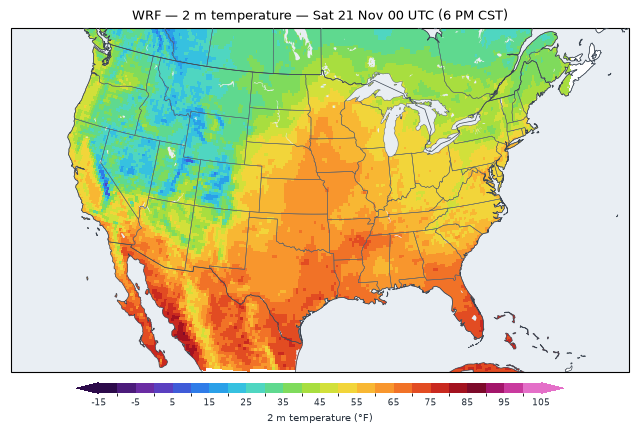 WRF — 2 m temperature — Sat 21 Nov 00 UTC (6 PM CST)
-15 -5 5 15 25 35 45 55 65 75 85 95 105
2 m temperature (°F)